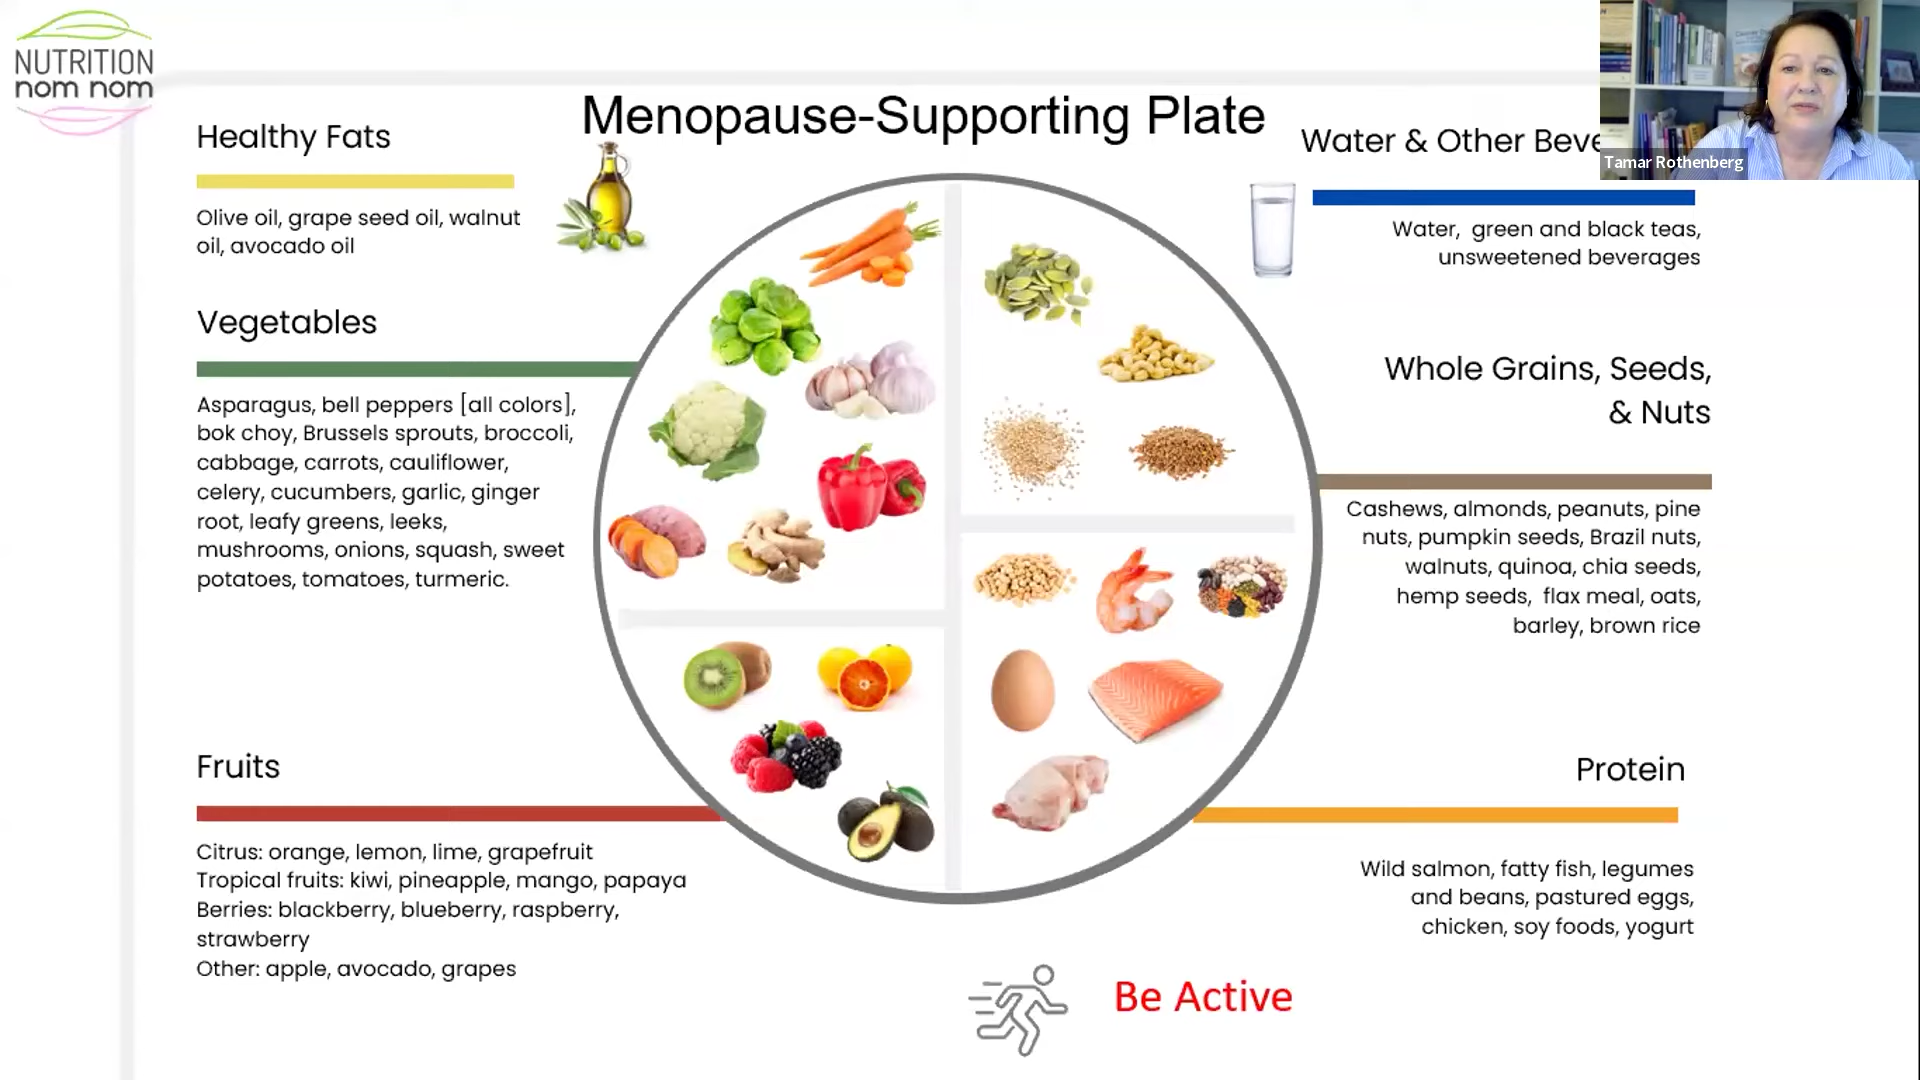 NUTRITION
nom nom
Menopause-Supporting Plate
Healthy Fats
Olive oil, grape seed oil, walnut
oil, avocado oil
Vegetables
Asparagus, bell peppers [all colors],
bok choy, Brussels sprouts, broccoli,
cabbage, carrots, cauliflower,
celery, cucumbers, garlic, ginger
root, leafy greens, leeks,
mushrooms, onions, squash, sweet
potatoes, tomatoes, turmeric.
Fruits
Citrus: orange, lemon, lime, grapefruit
Tropical fruits: kiwi, pineapple, mango, papaya
Berries: blackberry, blueberry, raspberry,
strawberry
Other: apple, avocado, grapes
Water & Other Beve
Water, green and black teas,
unsweetened beverages
Whole Grains, Seeds,
& Nuts
Cashews, almonds, peanuts, pine
nuts, pumpkin seeds, Brazil nuts,
walnuts, quinoa, chia seeds,
hemp seeds, flax meal, oats,
barley, brown rice
Protein
Wild salmon, fatty fish, legumes
and beans, pastured eggs,
chicken, soy foods, yogurt
Be Active
Tamar Rothenberg